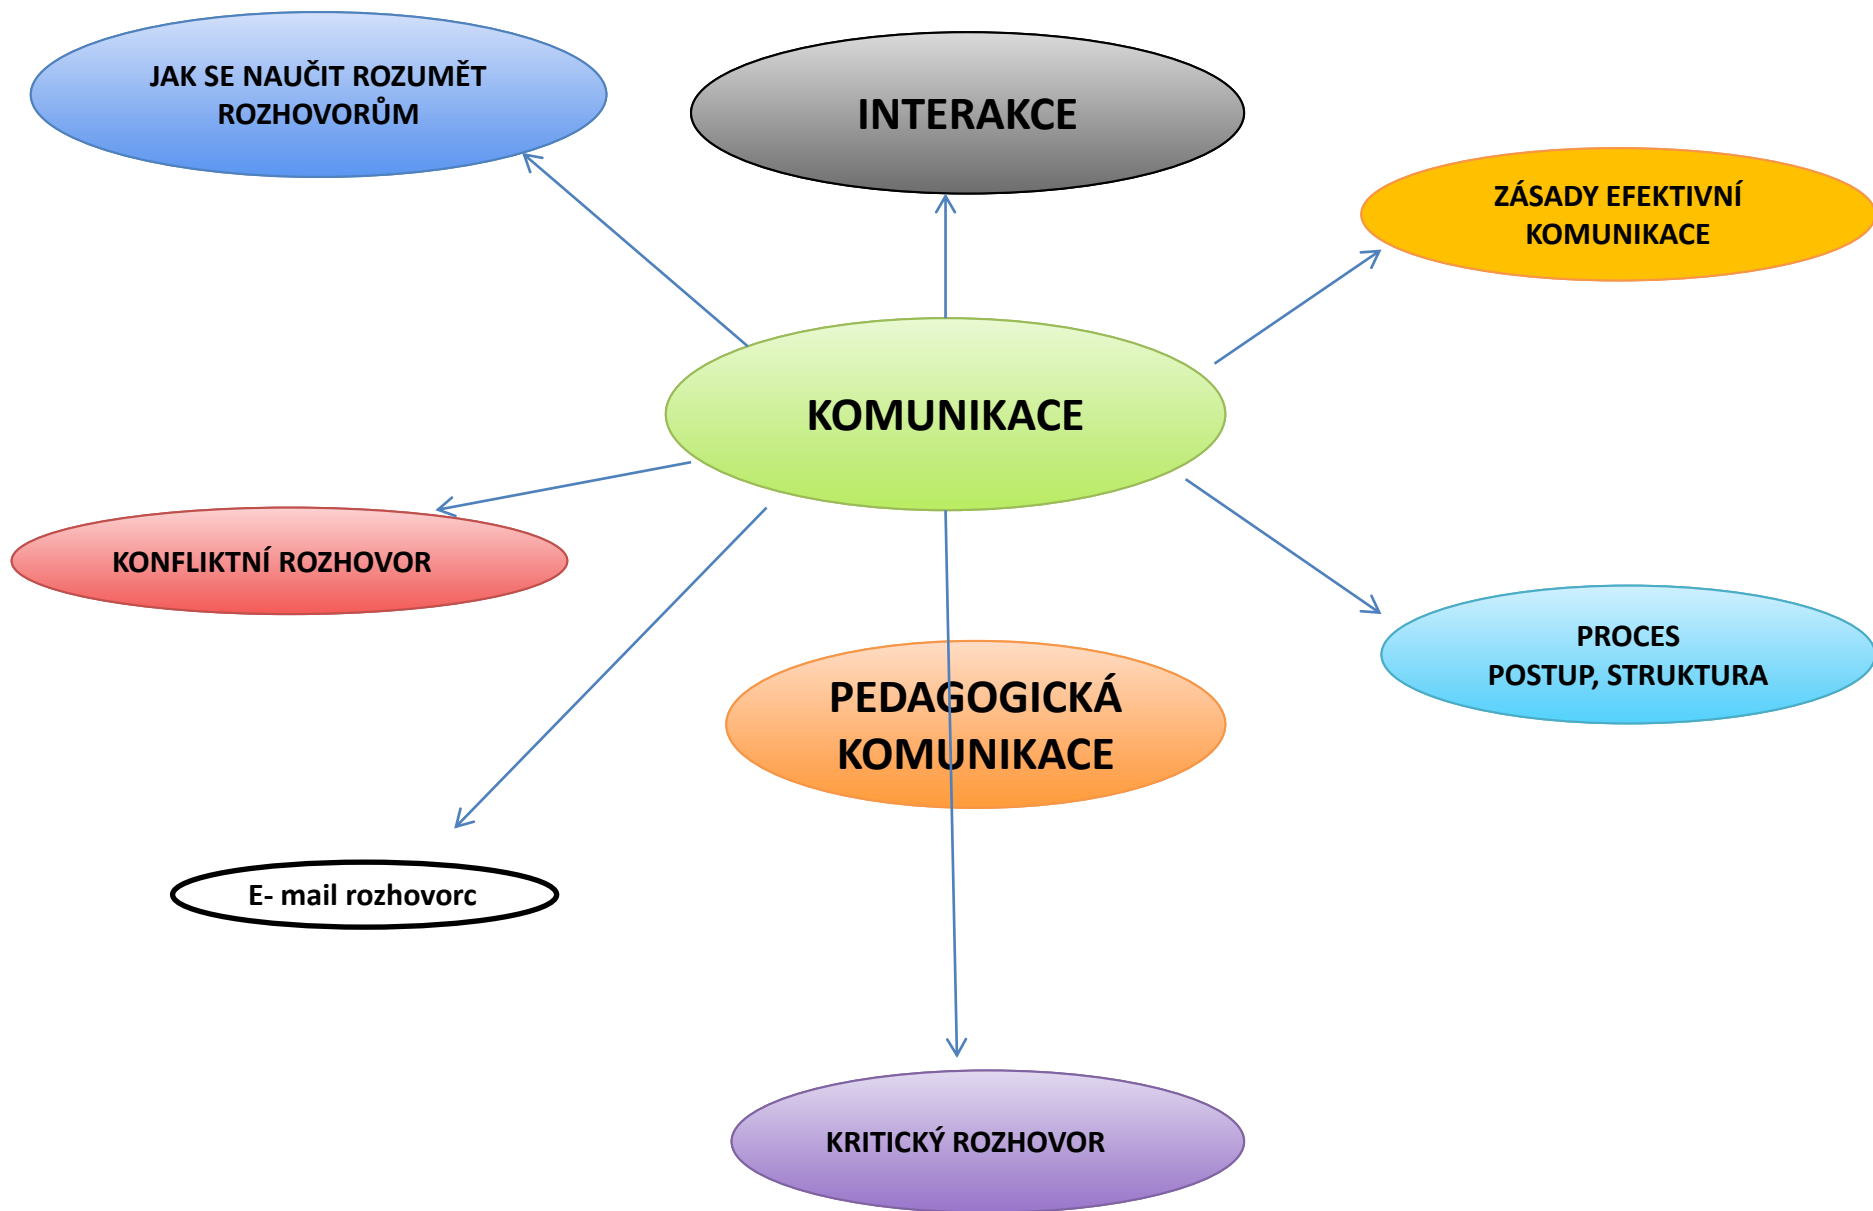 JAK SE NAUČIT ROZUMĚT
ROZHOVORŮM
INTERAKCE
ZÁSADY EFEKTIVNÍ
KOMUNIKACE
KOMUNIKACE
KONFLIKTNÍ ROZHOVOR
PROCES
POSTUP, STRUKTURA
PEDAGOGICKÁ
KOMUNIKACE
E- mail rozhovorc
KRITICKÝ ROZHOVOR